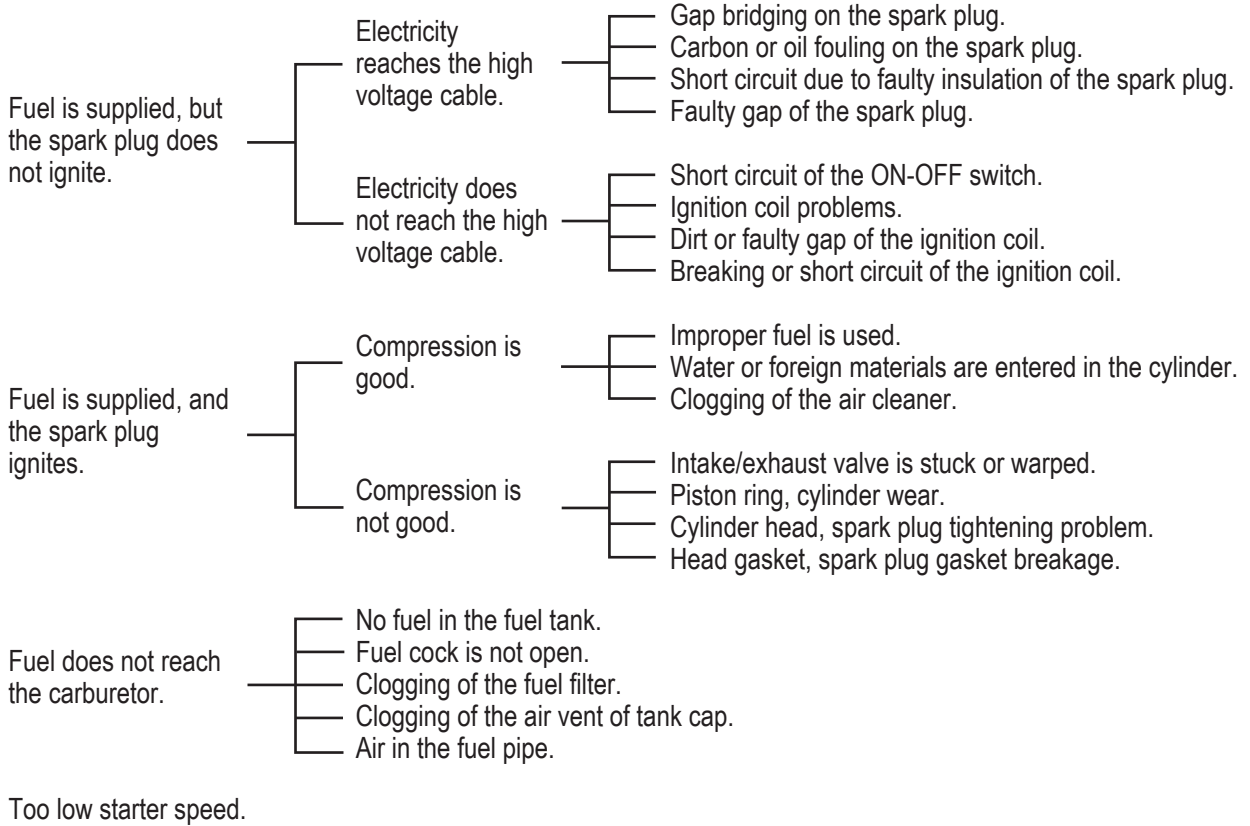 Fuel is supplied, but
the spark plug does
not ignite.
Electricity
reaches the high
voltage cable.
Gap bridging on the spark plug.
Carbon or oil fouling on the spark plug.
Short circuit due to faulty insulation of the spark plug.
Faulty gap of the spark plug.
Electricity does
not reach the high
voltage cable.
Short circuit of the ON-OFF switch.
Ignition coil problems.
Dirt or faulty gap of the ignition coil.
Breaking or short circuit of the ignition coil.
Fuel is supplied, and
the spark plug
ignites.
Compression is
good.
Improper fuel is used.
Water or foreign materials are entered in the cylinder.
Clogging of the air cleaner.
Compression is
not good.
Intake/exhaust valve is stuck or warped.
Piston ring, cylinder wear.
Cylinder head, spark plug tightening problem.
Head gasket, spark plug gasket breakage.
Fuel does not reach
the carburetor.
No fuel in the fuel tank.
Fuel cock is not open.
Clogging of the fuel filter.
Clogging of the air vent of tank cap.
Air in the fuel pipe.
Too low starter speed.